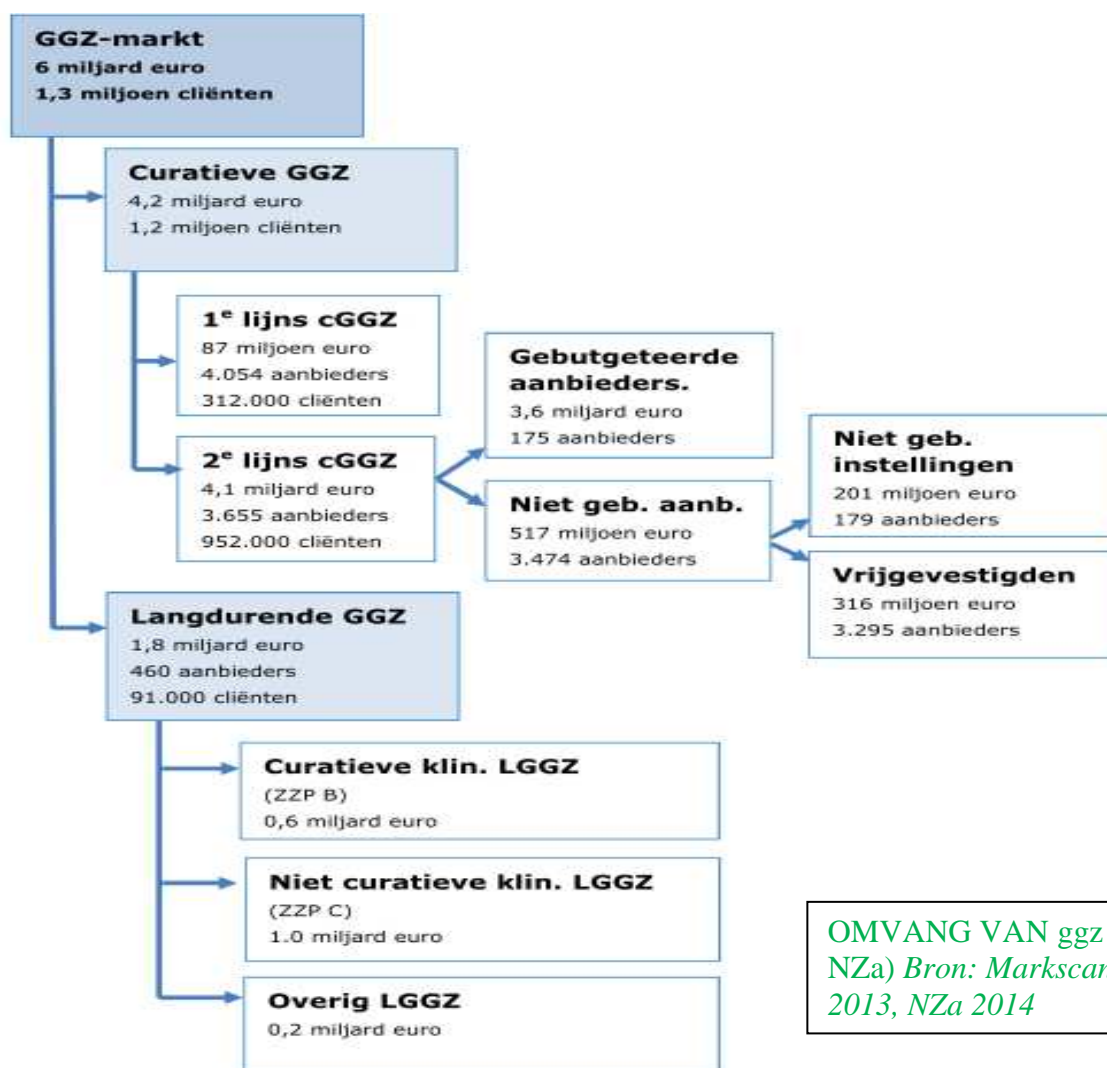 GGZ-markt
6 miljard euro
1,3 miljoen cliënten
Curatieve GGZ
4,2 miljard euro
1,2 miljoen cliënten
1e lijns cGGZ
87 miljoen euro
4.054 aanbieders
312.000 cliënten
2e lijns cGGZ
4,1 miljard euro
3.655 aanbieders
952.000 cliënten
Gebutgeteerde
aanbieders.
3,6 miljard euro
175 aanbieders
Niet geb. aanb.
517 miljoen euro
3.474 aanbieders
Niet geb.
instellingen
201 miljoen euro
179 aanbieders
Vrijgevestigden
316 miljoen euro
3.295 aanbieders
Langdurende GGZ
1,8 miljard euro
460 aanbieders
91.000 cliënten
Curatieve klin. LGGZ
(ZZP B)
0,6 miljard euro
Niet curatieve klin. LGGZ
(ZZP C)
1.0 miljard euro
Overig LGGZ
0,2 miljard euro
OMVANG VAN ggz
NZa) Bron: Markscan
2013, NZa 2014